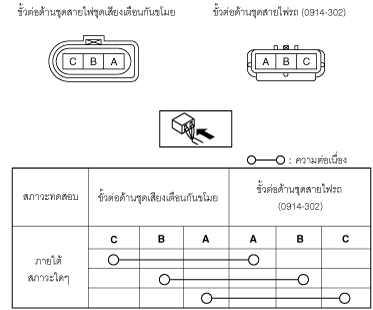 ขั้วต่อด้านชุดสายไฟชุดเสียงเตือนกันขโมย
ขั้วต่อด้านชุดสายไฟรถ (0914-302)
C B A
A B C
: ความต่อเนื่อง
สภาวะทดสอบ
ขั้วต่อด้านชุดเสียงเตือนกันขโมย
ขั้วต่อด้านชุดสายไฟรถ
(0914-302)
C B A A B C
ภายใต้
สภาวะใดๆ